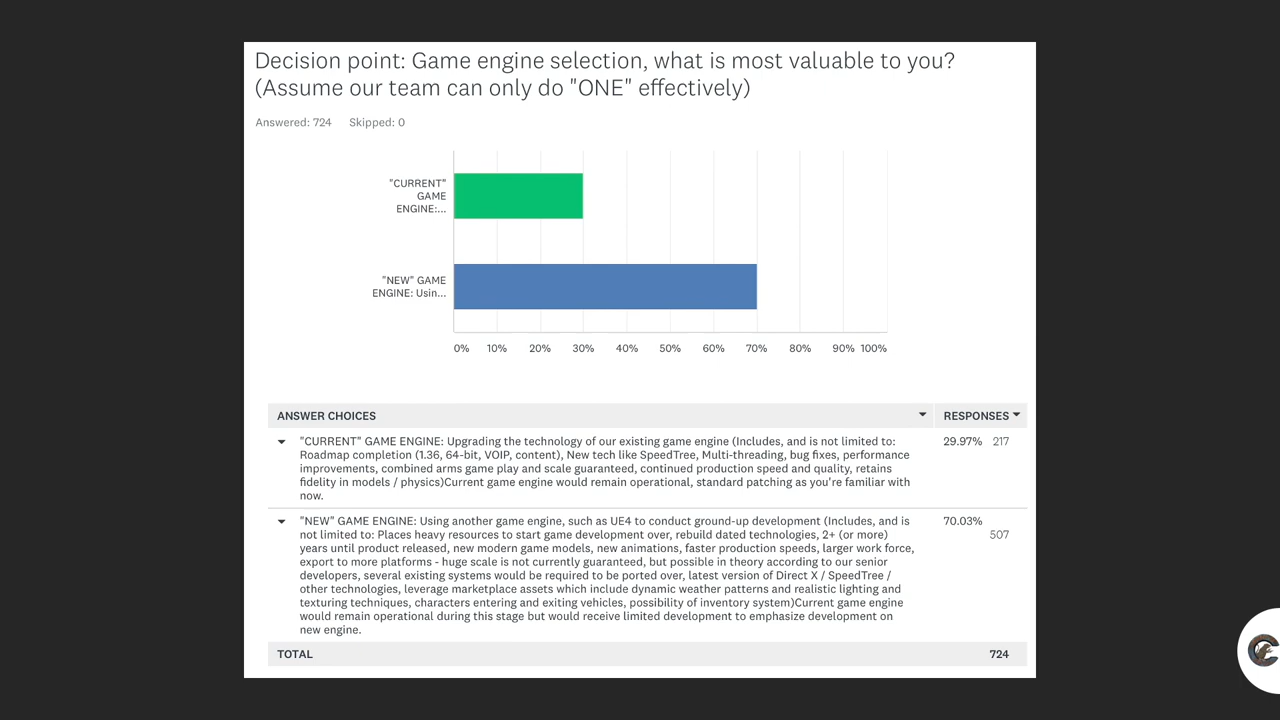 Decision point: Game engine selection, what is most valuable to you?
(Assume our team can only do "ONE" effectively)
Answered: 724 Skipped: 0
"CURRENT"
GAME
ENGINE:...
"NEW" GAME
ENGINE: Usin...
0% 10% 20% 30% 40% 50% 60% 70% 80% 90% 100%
ANSWER CHOICES RESPONSES
"CURRENT" GAME ENGINE: Upgrading the technology of our existing game engine (Includes, and is not limited to: 29.97% 217
Roadmap completion (1.36, 64-bit, VOIP, content), New tech like SpeedTree, Multi-threading, bug fixes, performance
improvements, combined arms game play and scale guaranteed, continued production speed and quality, retains
fidelity in models / physics)Current game engine would remain operational, standard patching as you're familiar with
now.
"NEW" GAME ENGINE: Using another game engine, such as UE4 to conduct ground-up development (Includes, and is 70.03%
not limited to: Places heavy resources to start game development over, rebuild dated technologies, 2+ (or more) 507
years until product released, new modern game models, new animations, faster production speeds, larger work force,
export to more platforms - huge scale is not currently guaranteed, but possible in theory according to our senior
developers, several existing systems would be required to be ported over, latest version of Direct X / SpeedTree /
other technologies, leverage marketplace assets which include dynamic weather patterns and realistic lighting and
texturing techniques, characters entering and exiting vehicles, possibility of inventory system)Current game engine
would remain operational during this stage but would receive limited development to emphasize development on
new engine.
TOTAL 724